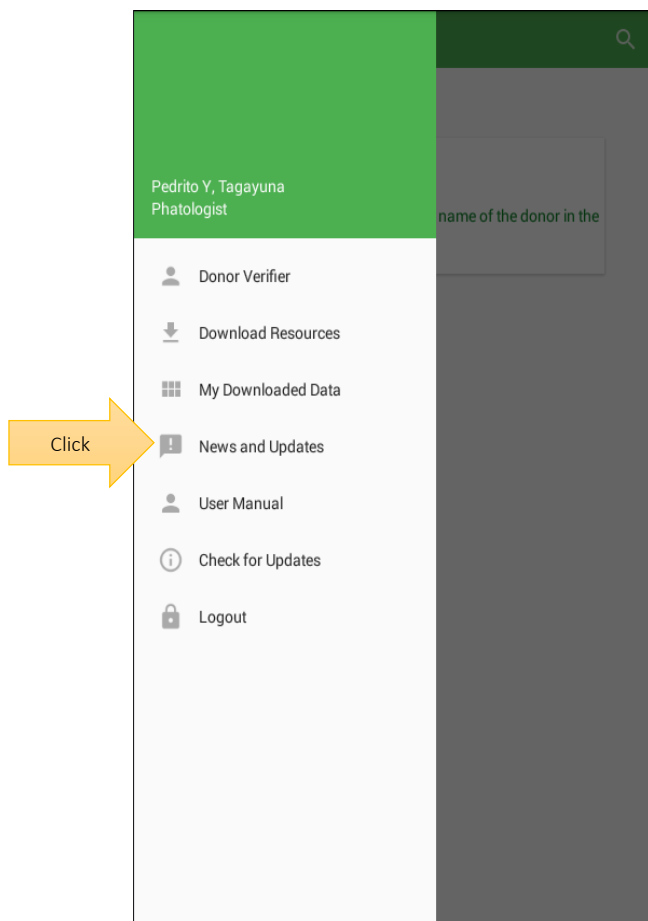 Pedrito Y, Tagayuna
Phatologist
name of the donor in the
Donor Verifier
Download Resources
My Downloaded Data
Click
News and Updates
User Manual
Check for Updates
Logout